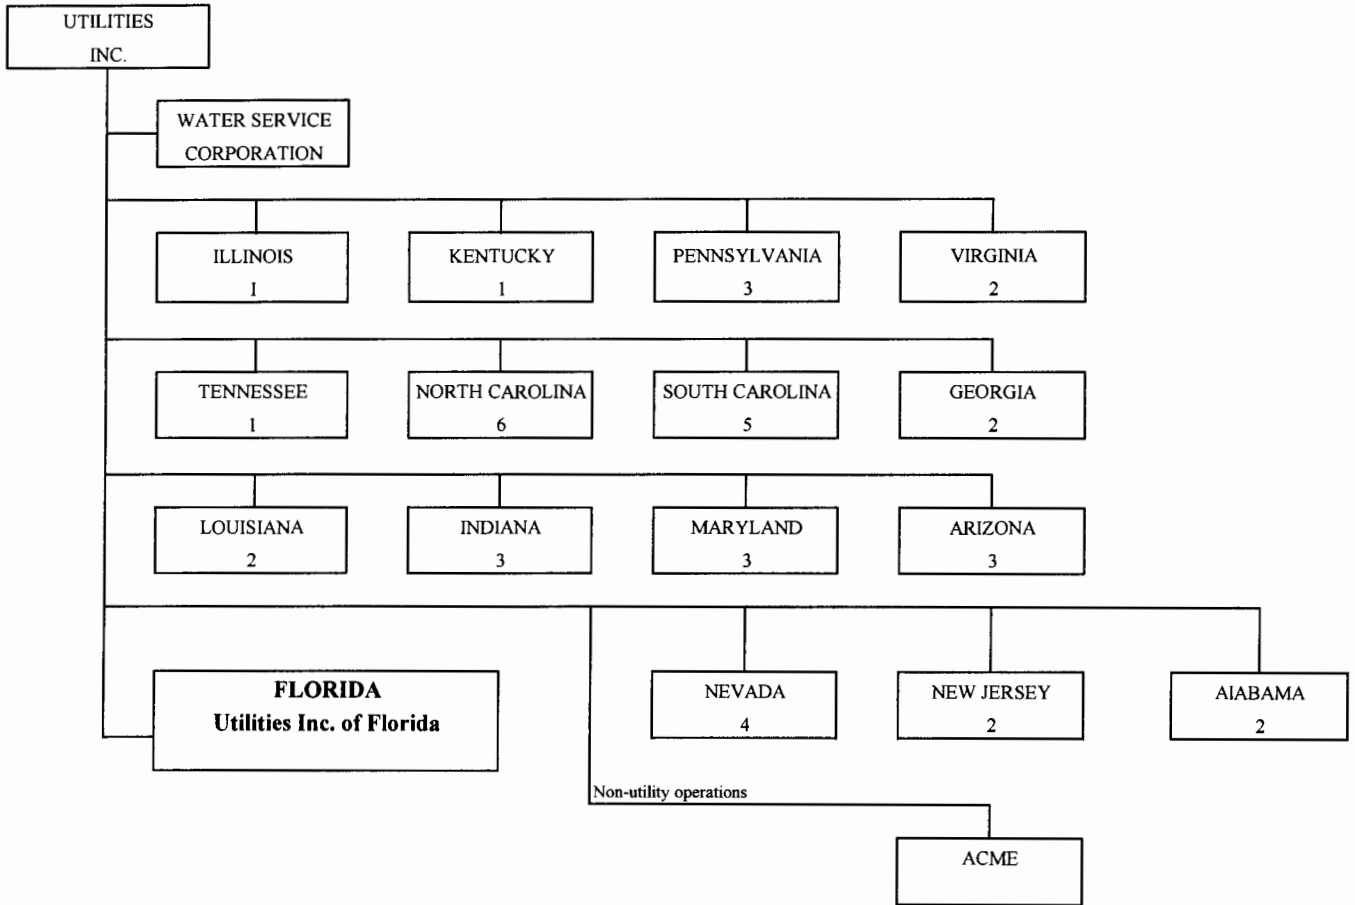 UTILITIES
INC.
WATER SERVICE
CORPORATION
ILLINOIS
I
KENTUCKY
1
PENNSYLVANIA
3
VIRGINIA
2
TENNESSEE
1
NORTH CAROLINA
6
SOUTH CAROLINA
5
GEORGIA
2
LOUISIANA
2
INDIANA
3
MARYLAND
3
ARIZONA
3
FLORIDA
Utilities Inc. of Florida
NEVADA
4
NEW JERSEY
2
AlABAMA
2
Non-utility operations
ACME